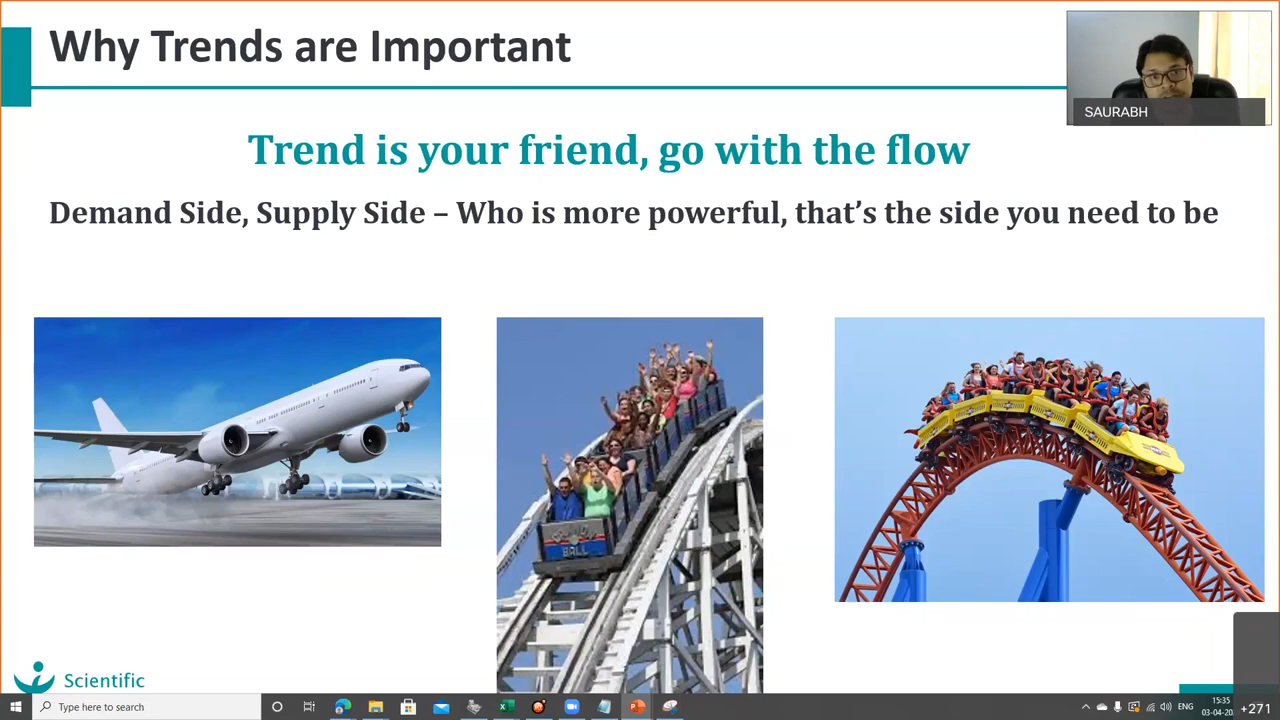 Why Trends are Important
SAURABH
Trend is your friend, go with the flow
Demand Side, Supply Side – Who is more powerful, that's the side you need to be
BALL
Scientific
Type here to search
ENG
15:35
03-04-20
+271